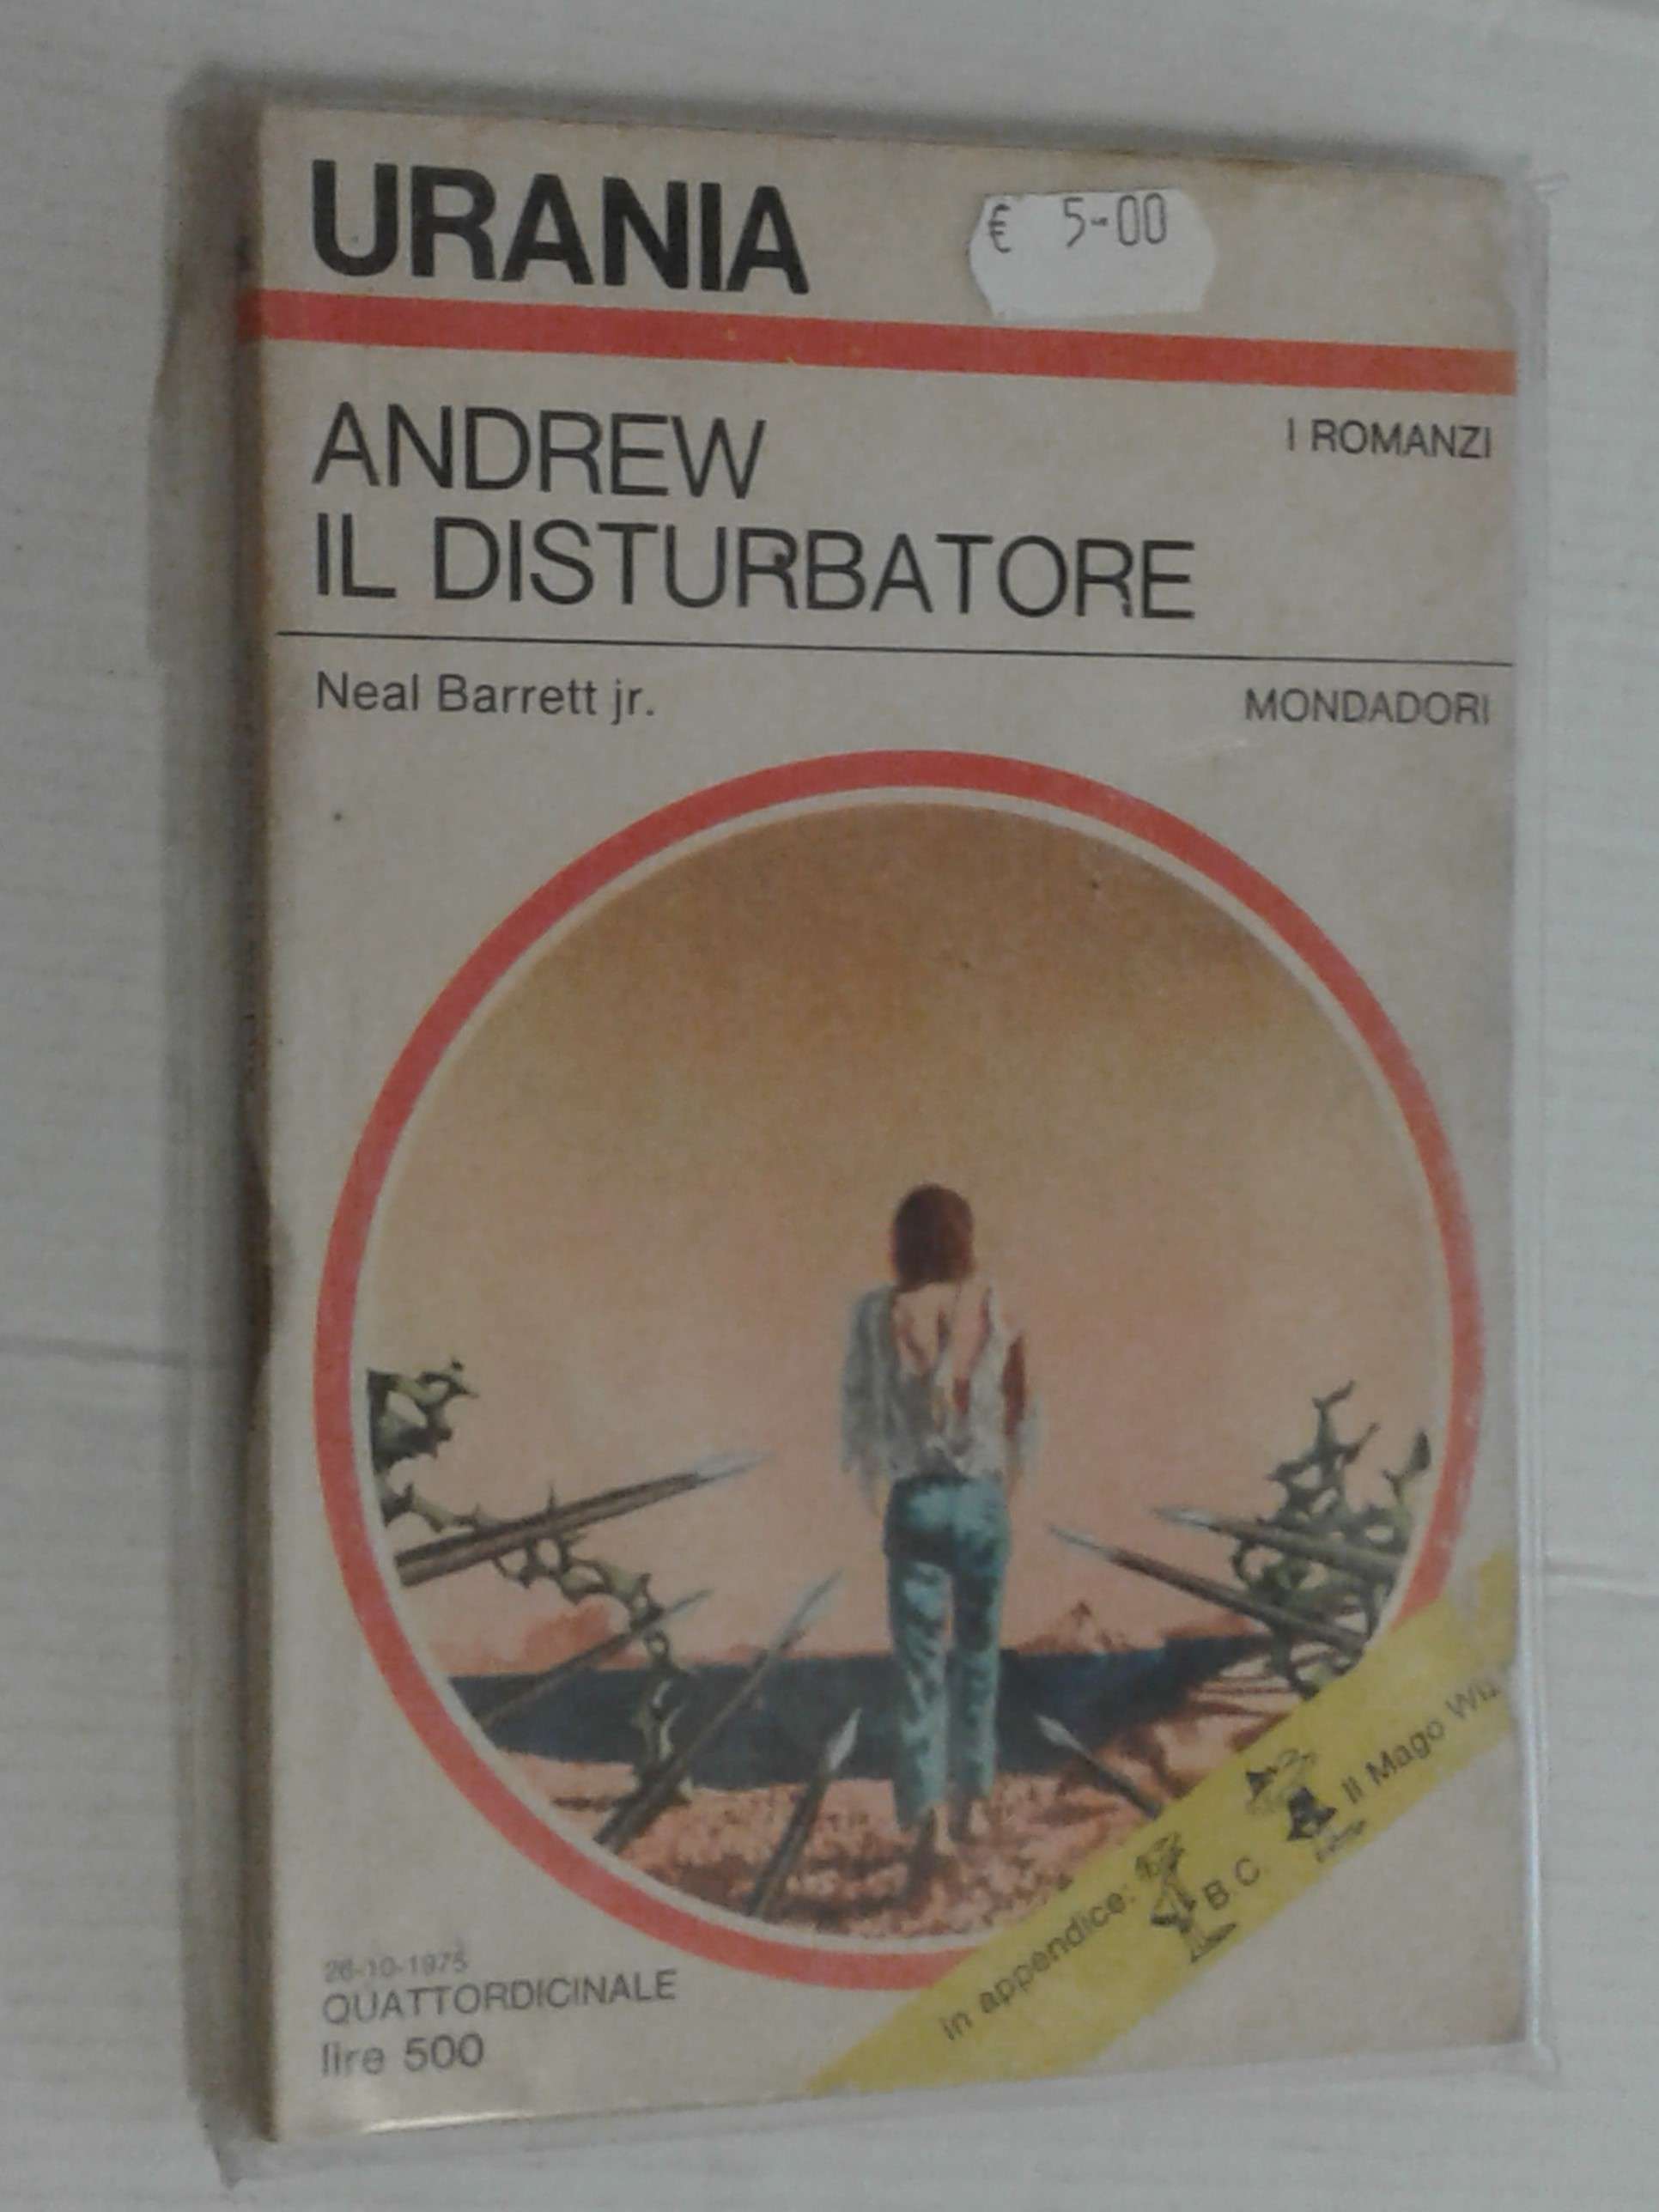 URANIA
€ 5-00
ANDREW
IL DISTURBATORE
I ROMANZI
Neal Barrett jr.
MONDADORI
26-10-1975
QUATTORDICINALE
lire 500
in appendice: B.C. Il Mago Wiz